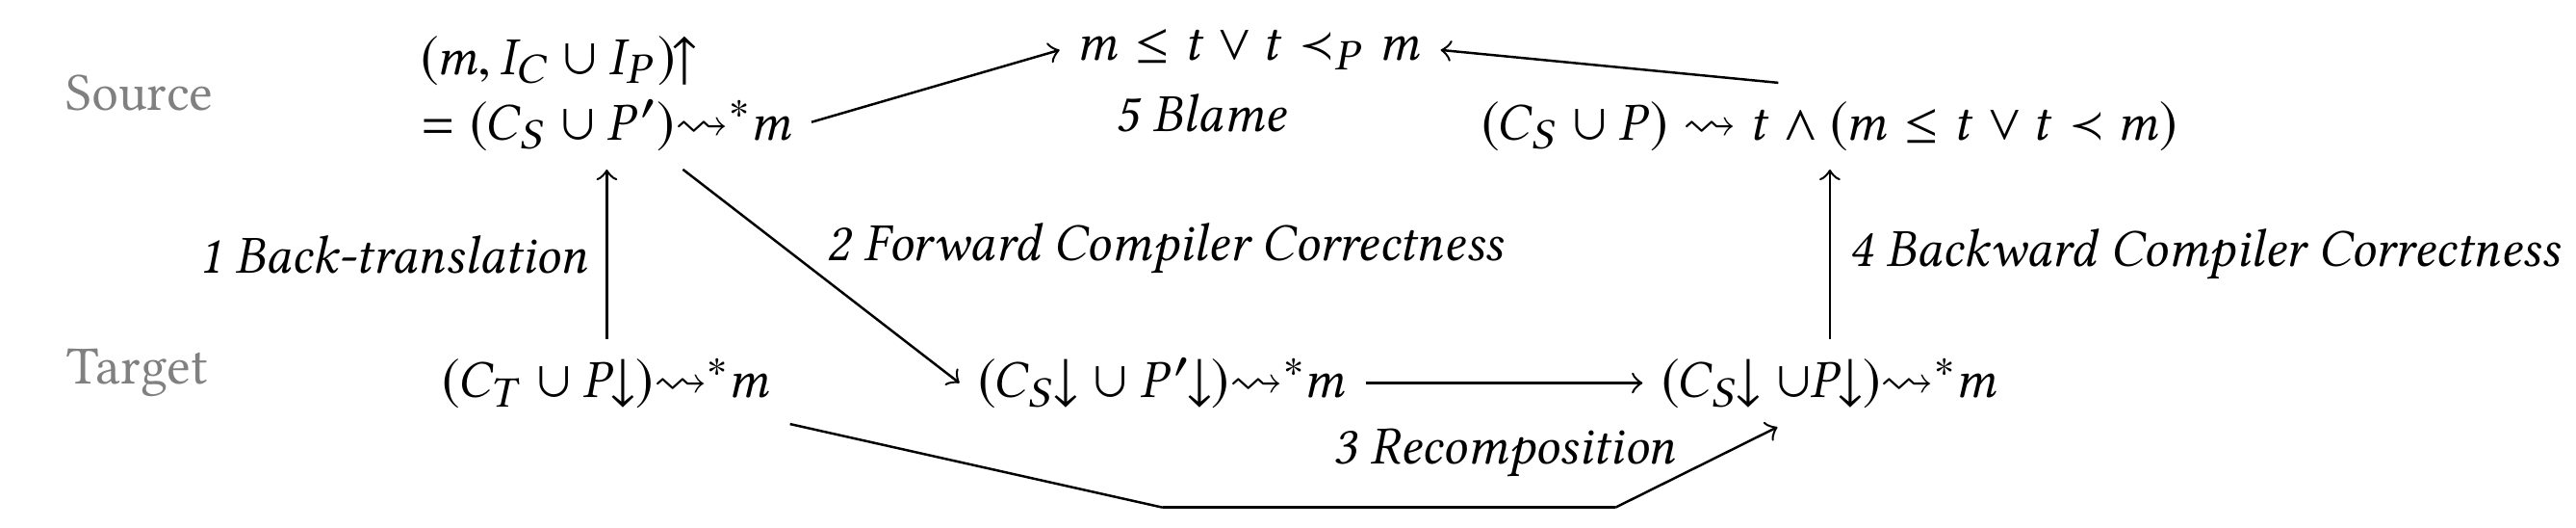 Source
(m, I_C ∪ I_P)↑
= (C_S ∪ P′)⇝*m
m ≤ t ∨ t ≺_P m
5 Blame
(C_S ∪ P) ⇝ t ∧ (m ≤ t ∨ t ≺ m)
1 Back-translation
2 Forward Compiler Correctness
4 Backward Compiler Correctness
Target
(C_T ∪ P↓)⇝*m
(C_S↓ ∪ P′↓)⇝*m
(C_S↓ ∪P↓)⇝*m
3 Recomposition